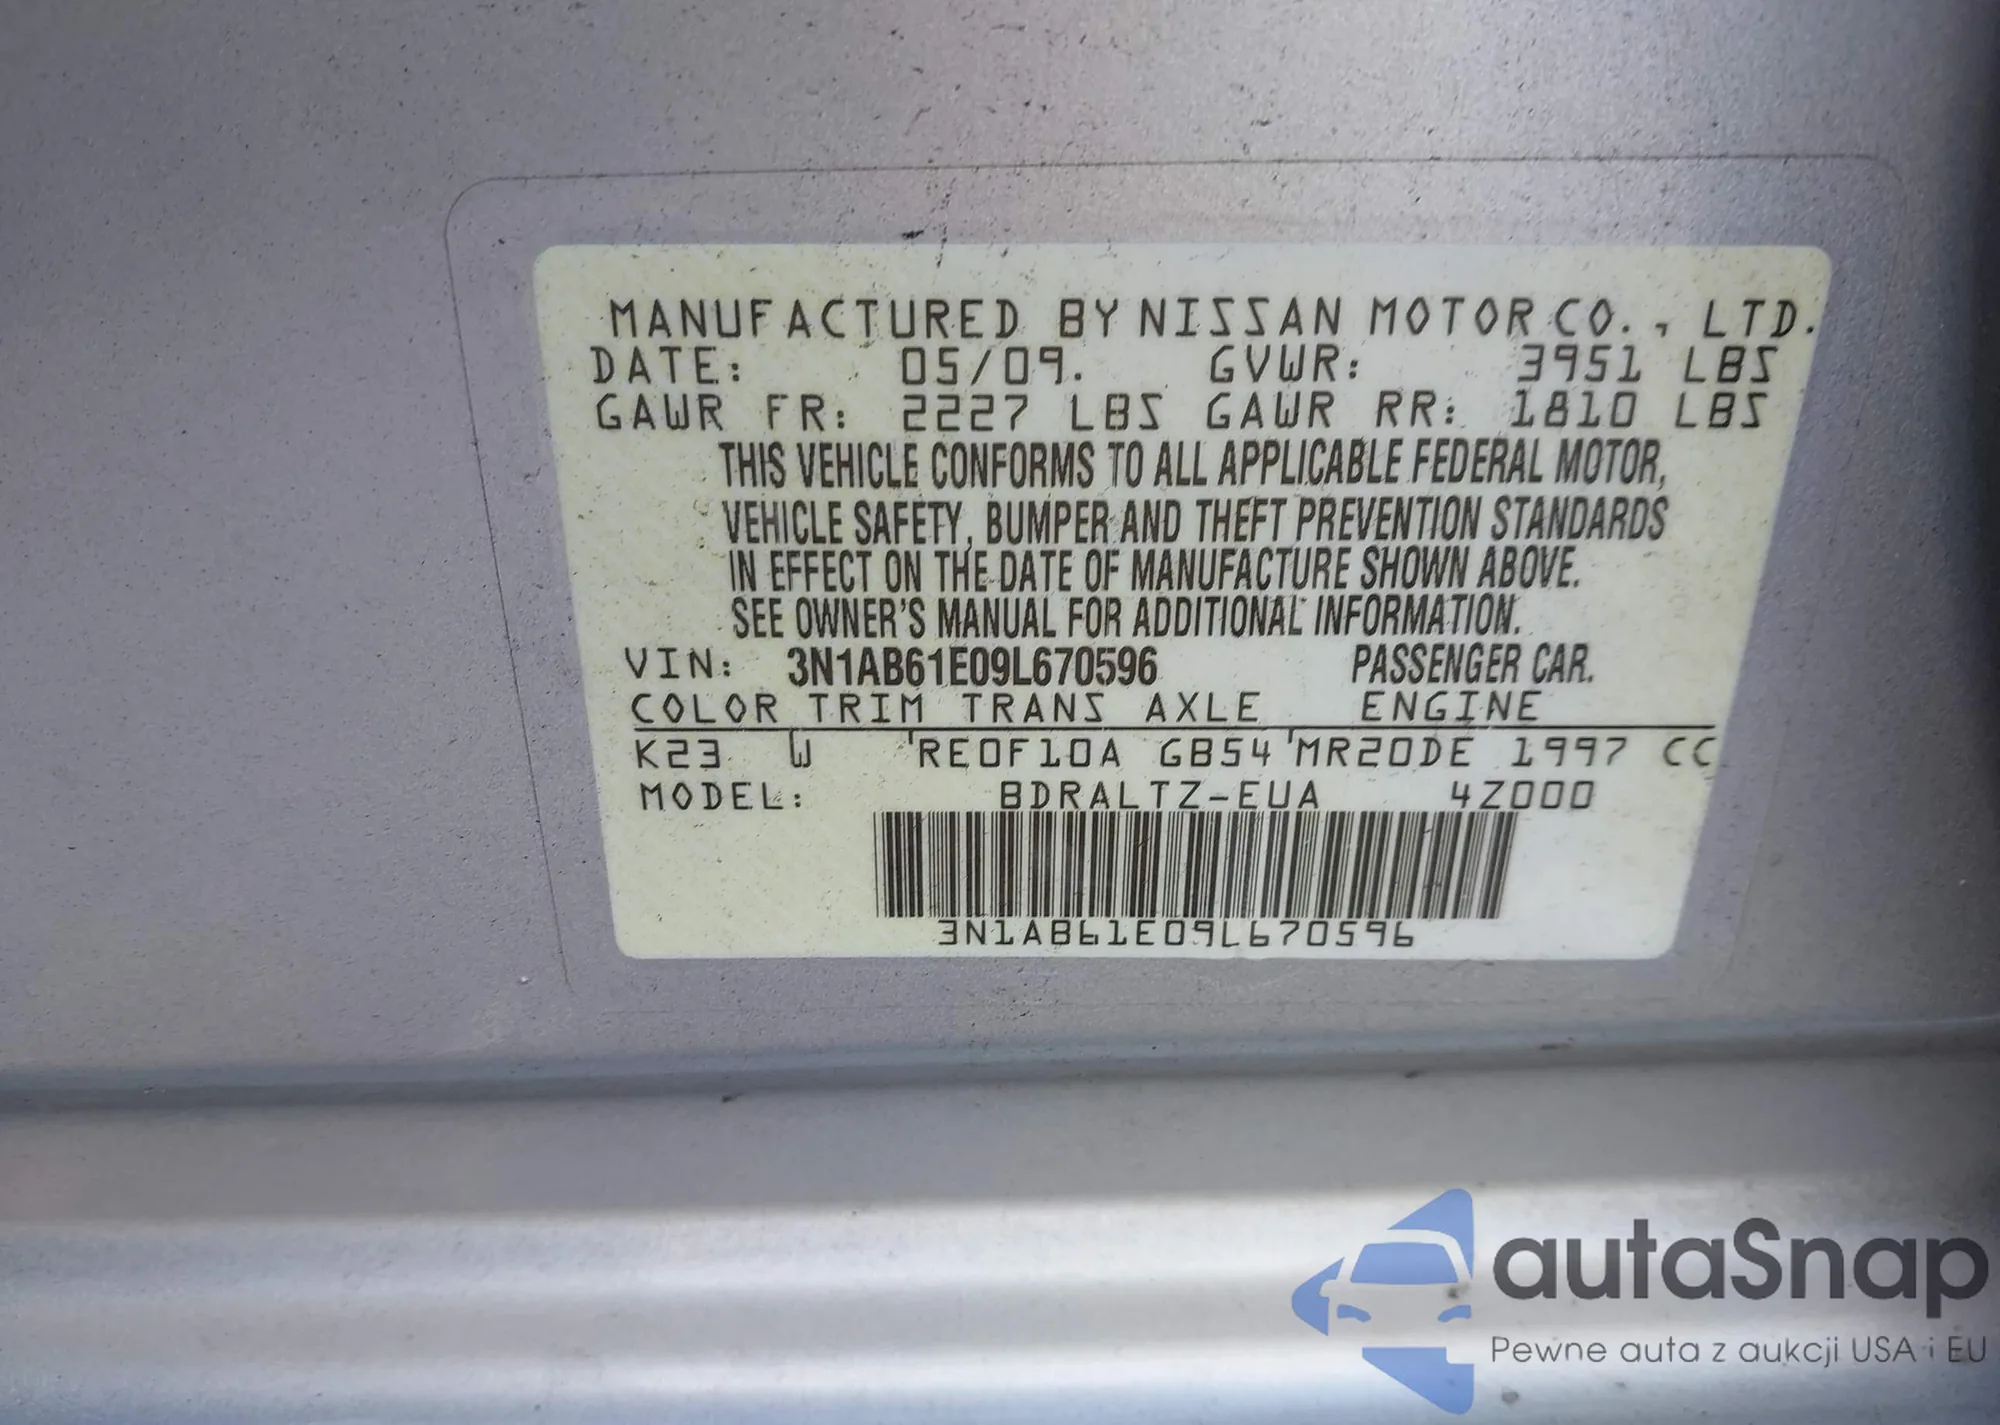 MANUFACTURED BY NISSAN MOTOR CO., LTD.
DATE: 05/09. GVWR: 3951 LBS
GAWR FR: 2227 LBS GAWR RR: 1810 LBS
THIS VEHICLE CONFORMS TO ALL APPLICABLE FEDERAL MOTOR,
VEHICLE SAFETY, BUMPER AND THEFT PREVENTION STANDARDS
IN EFFECT ON THE DATE OF MANUFACTURE SHOWN ABOVE.
SEE OWNER'S MANUAL FOR ADDITIONAL INFORMATION.
VIN: 3N1AB61E09L670596 PASSENGER CAR.
COLOR TRIM TRANS AXLE ENGINE
K23 W RE0F10A GB54 MR20DE 1997 CC
MODEL: BDRALTZ-EUA 4Z000
3N1AB61E09L670596
autaSnap
Pewne auta z aukcji USA i EU